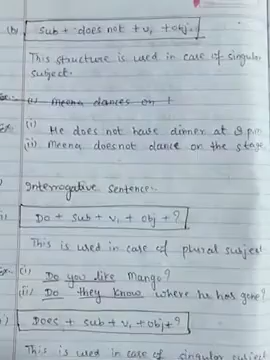 (b) Sub + does not + v₁ + obj.
This structure is used in case of singular
subject.
Ex:- (i) Meena dances on t
Ex:- (i) He does not have dinner at 9 p.m
(ii) Meena doesnot dance on the stage
Interrogative sentence:-
Do + sub + v₁ + obj + ?
This is used in case of plural subject
Ex:- (i) Do you like Mango?
(ii) Do they know where he has gone?
Does + sub + v₁ + obj + ?
This is used in case of singular subject